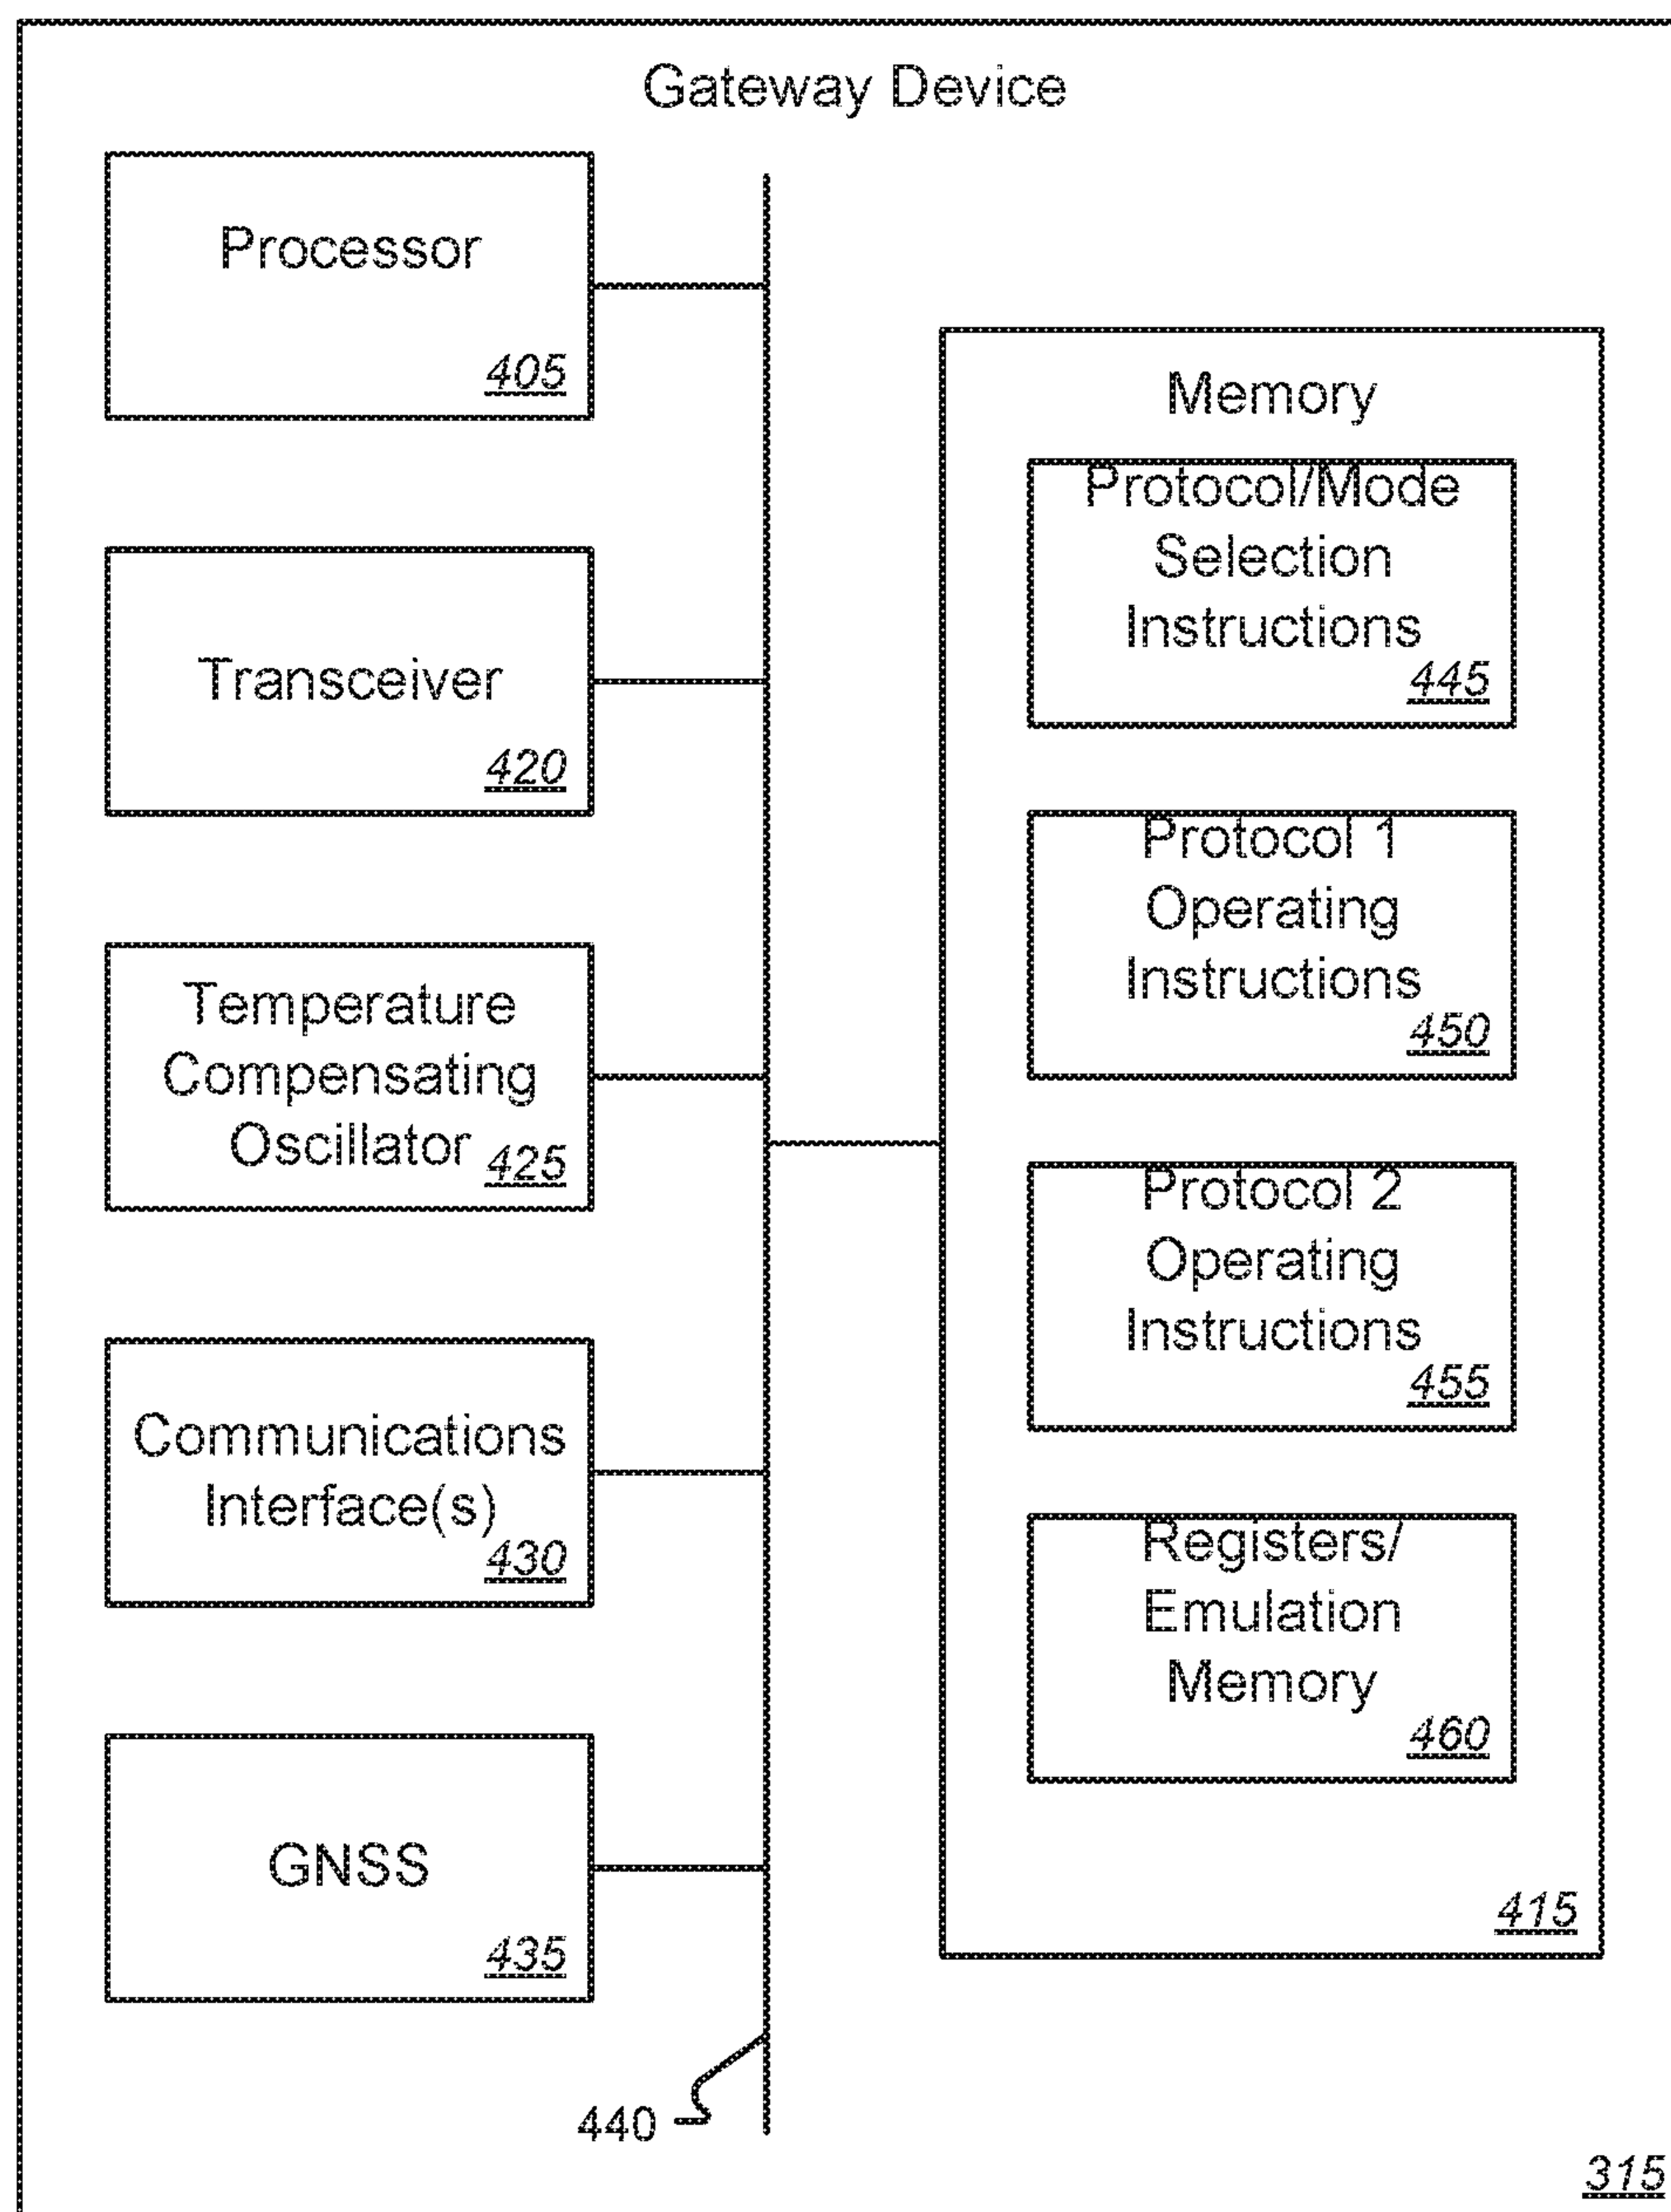 Gateway Device
Processor
405
Transceiver
420
Temperature
Compensating
Oscillator 425
Communications
Interface(s)
430
GNSS
435
440
Memory
Protocol/Mode
Selection
Instructions
445
Protocol 1
Operating
Instructions
450
Protocol 2
Operating
Instructions
455
Registers/
Emulation
Memory
460
415
315